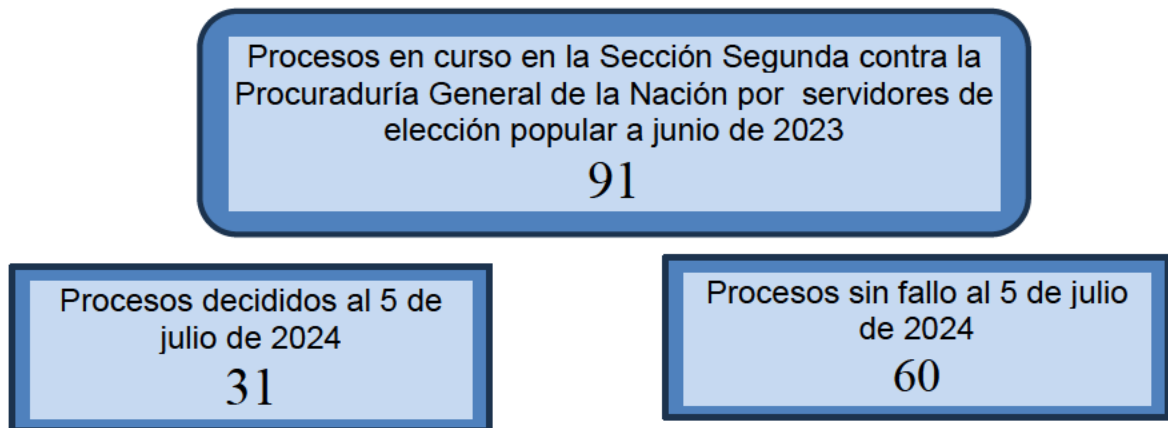 Procesos en curso en la Sección Segunda contra la
Procuraduría General de la Nación por servidores de
elección popular a junio de 2023
91
Procesos decididos al 5 de
julio de 2024
31
Procesos sin fallo al 5 de julio
de 2024
60